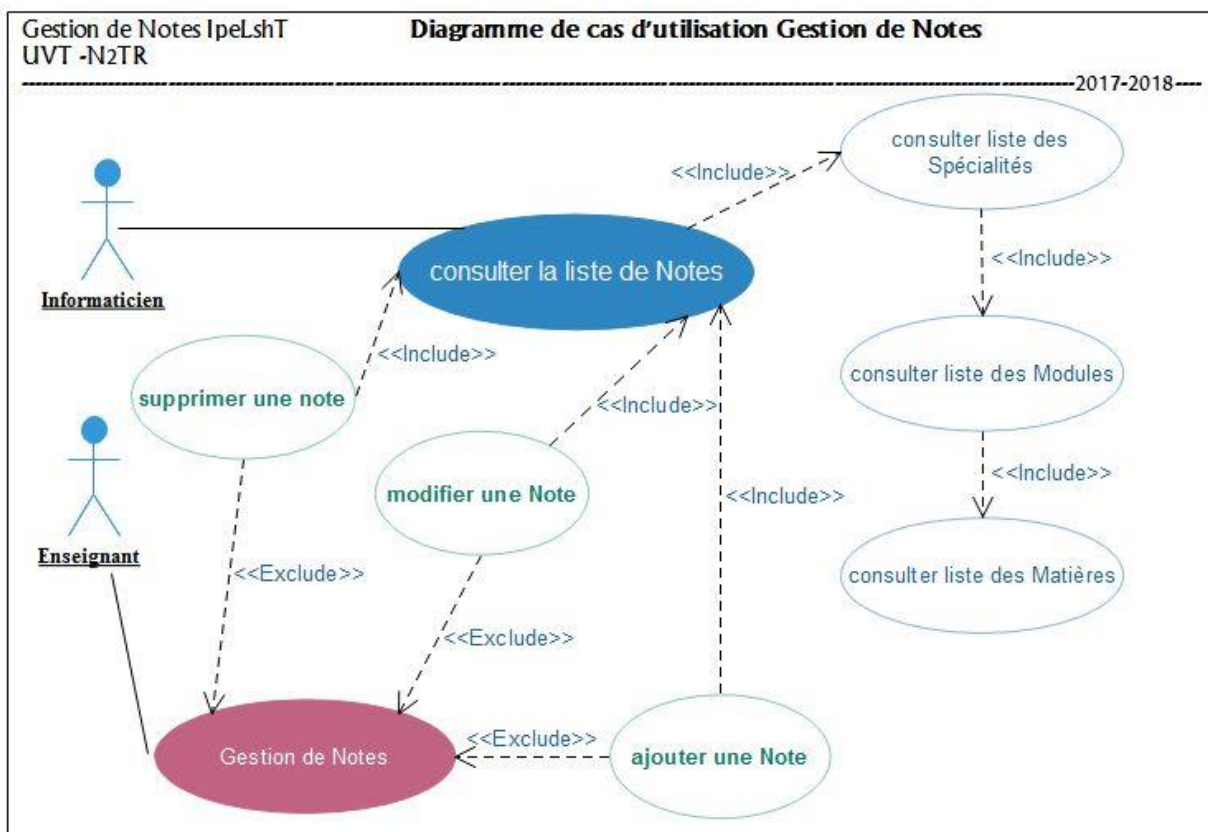 Gestion de Notes IpeLshT
Diagramme de cas d'utilisation Gestion de Notes
UVT -N2TR
2017-2018
consulter liste des
Spécialités
<<Include>>
<<Include>>
consulter la liste de Notes
Informaticien
<<Include>>
supprimer une note
<<Include>>
consulter liste des Modules
<<Include>>
modifier une Note
<<Include>>
Enseignant
<<Exclude>>
consulter liste des Matières
<<Exclude>>
<<Exclude>>
Gestion de Notes
ajouter une Note